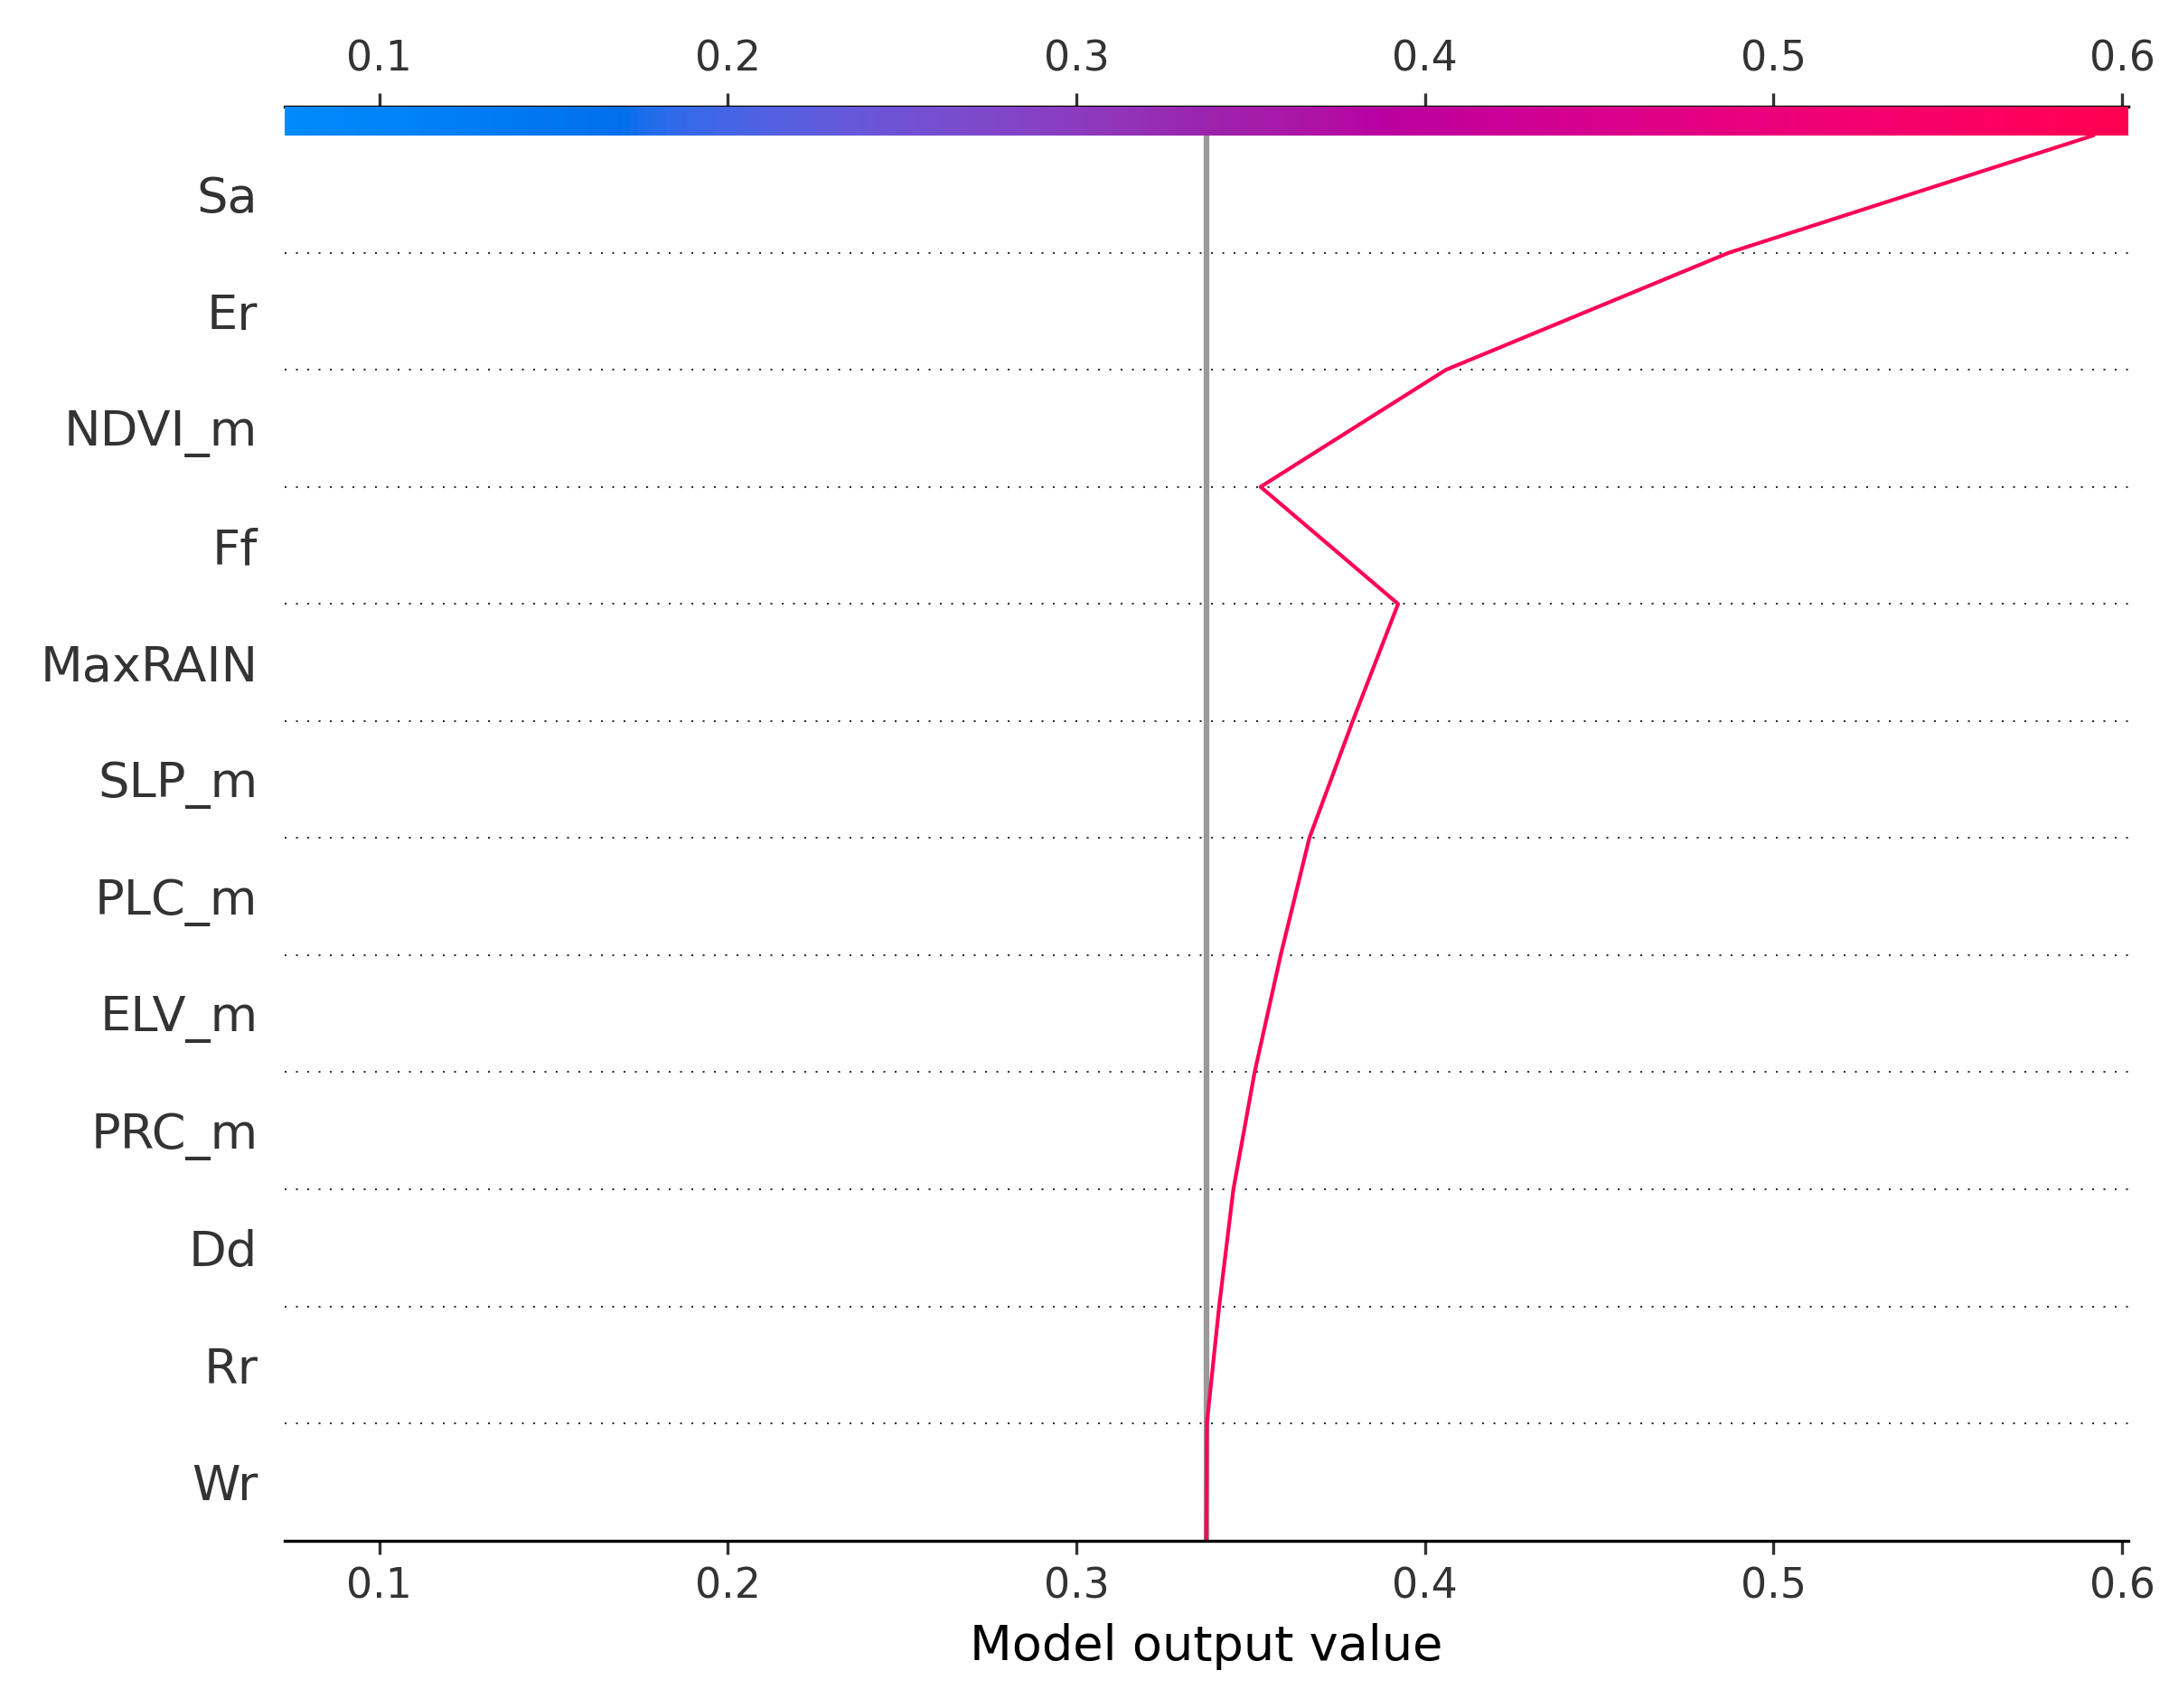 0.1 0.2 0.3 0.4 0.5 0.6
Sa
Er
NDVI_m
Ff
MaxRAIN
SLP_m
PLC_m
ELV_m
PRC_m
Dd
Rr
Wr
0.1 0.2 0.3 0.4 0.5 0.6
Model output value